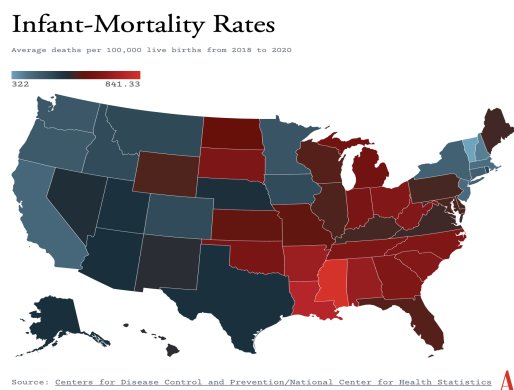 Infant-Mortality Rates
Average deaths per 100,000 live births from 2018 to 2020
322 841.33
Source: Centers for Disease Control and Prevention/National Center for Health Statistics
A